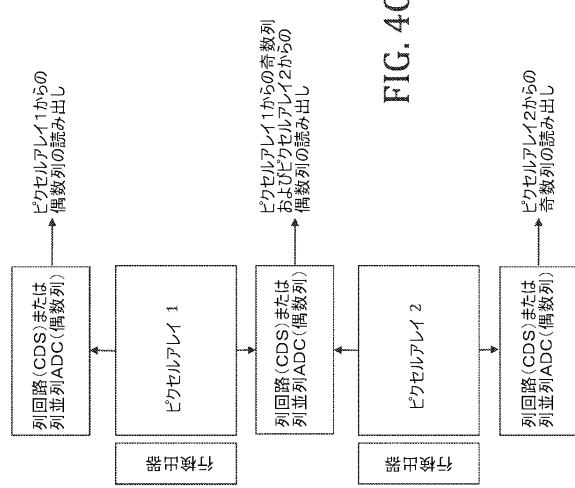 列回路(CDS)または
列並列ADC(偶数列)
ピクセルアレイ1からの
偶数列の読み出し
行検出器
ピクセルアレイ 1
列回路(CDS)または
列並列ADC(偶数列)
ピクセルアレイ1からの奇数列
およびピクセルアレイ2からの
偶数列の読み出し
行検出器
ピクセルアレイ 2
列回路(CDS)または
列並列ADC(偶数列)
ピクセルアレイ2からの
奇数列の読み出し
FIG. 4C